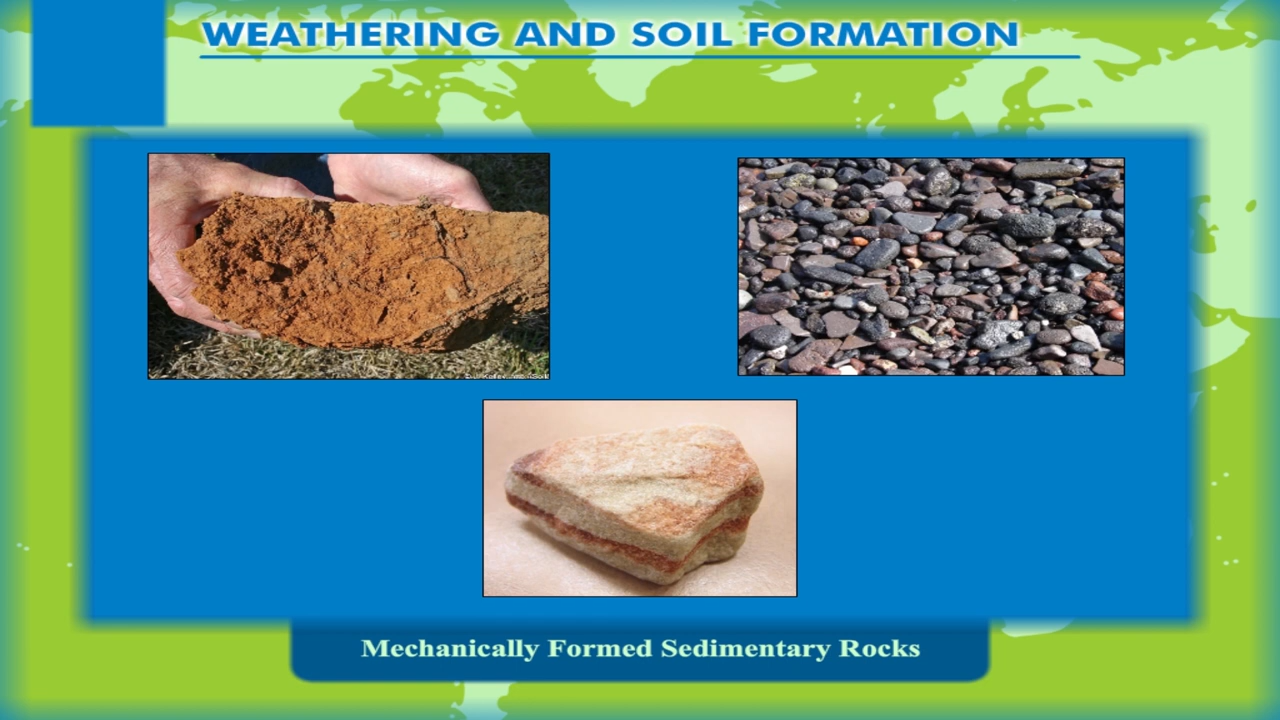 WEATHERING AND SOIL FORMATION
Mechanically Formed Sedimentary Rocks